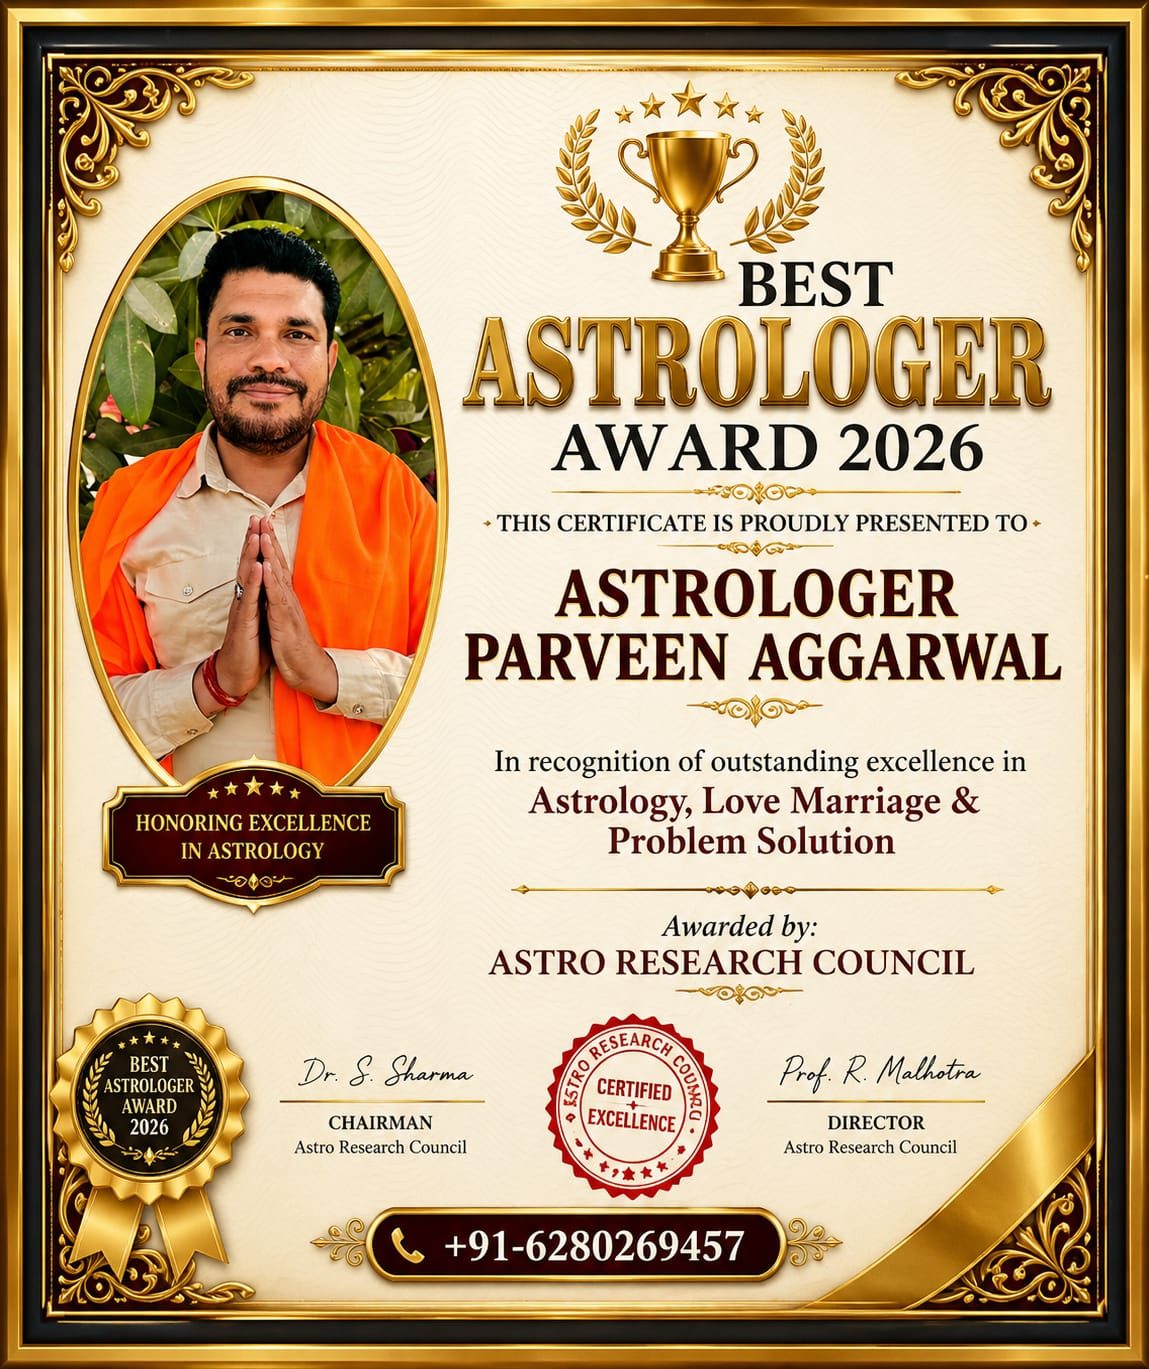 BEST
ASTROLOGER
AWARD 2026
THIS CERTIFICATE IS PROUDLY PRESENTED TO
ASTROLOGER
PARVEEN AGGARWAL
In recognition of outstanding excellence in
Astrology, Love Marriage &
Problem Solution
HONORING EXCELLENCE
IN ASTROLOGY
Awarded by:
ASTRO RESEARCH COUNCIL
BEST
ASTROLOGER
AWARD
2026
Dr. S. Sharma
CHAIRMAN
Astro Research Council
RESEARCH
CERTIFIED
EXCELLENCE
Prof. R. Malhotra
DIRECTOR
Astro Research Council
+91-6280269457